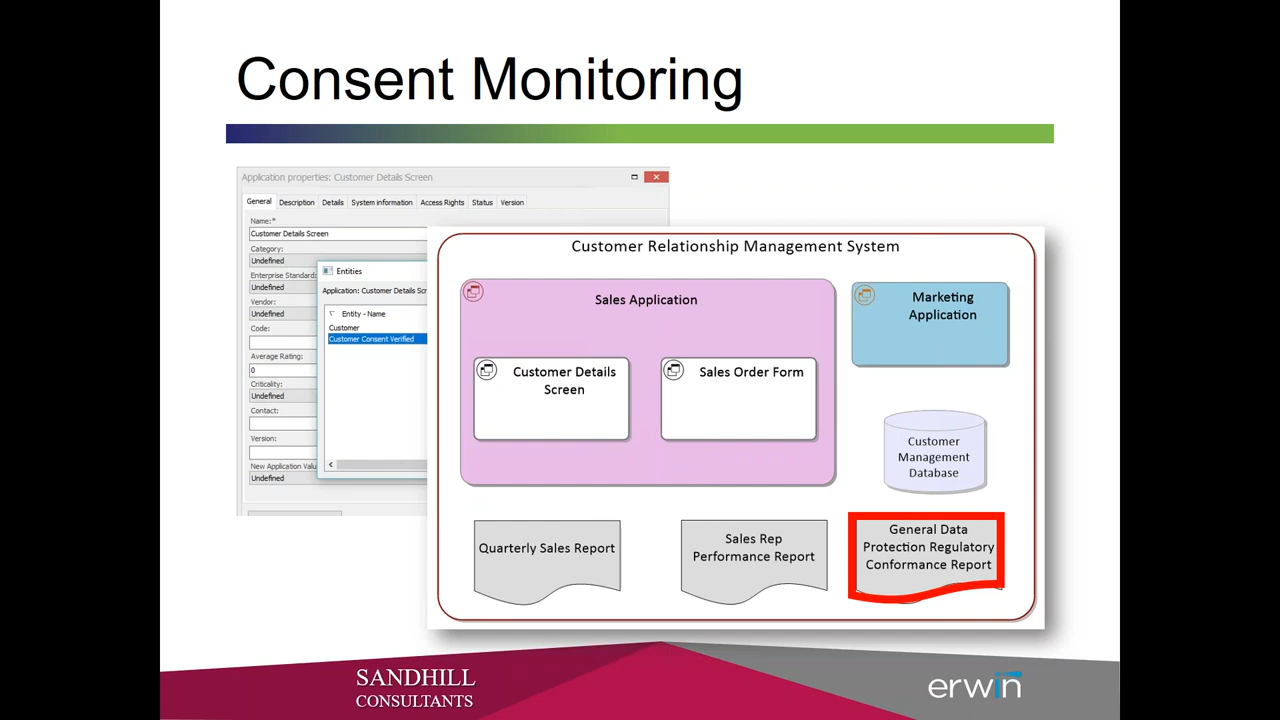 Consent Monitoring
Application properties: Customer Details Screen
General Description Details System information Access Rights Status Version
Name:*
Customer Details Screen
Category:
Undefined
Enterprise Standard:
Undefined
Vendor:
Undefined
Code:
Average Rating:
0
Criticality:
Undefined
Contact:
Version:
New Application Valu
Undefined
Entities
Application: Customer Details Scr
Entity - Name
Customer
Customer Consent Verified
Customer Relationship Management System
Sales Application
Customer Details
Screen
Sales Order Form
Marketing
Application
Customer
Management
Database
Quarterly Sales Report
Sales Rep
Performance Report
General Data
Protection Regulatory
Conformance Report
SANDHILL
CONSULTANTS
erwin